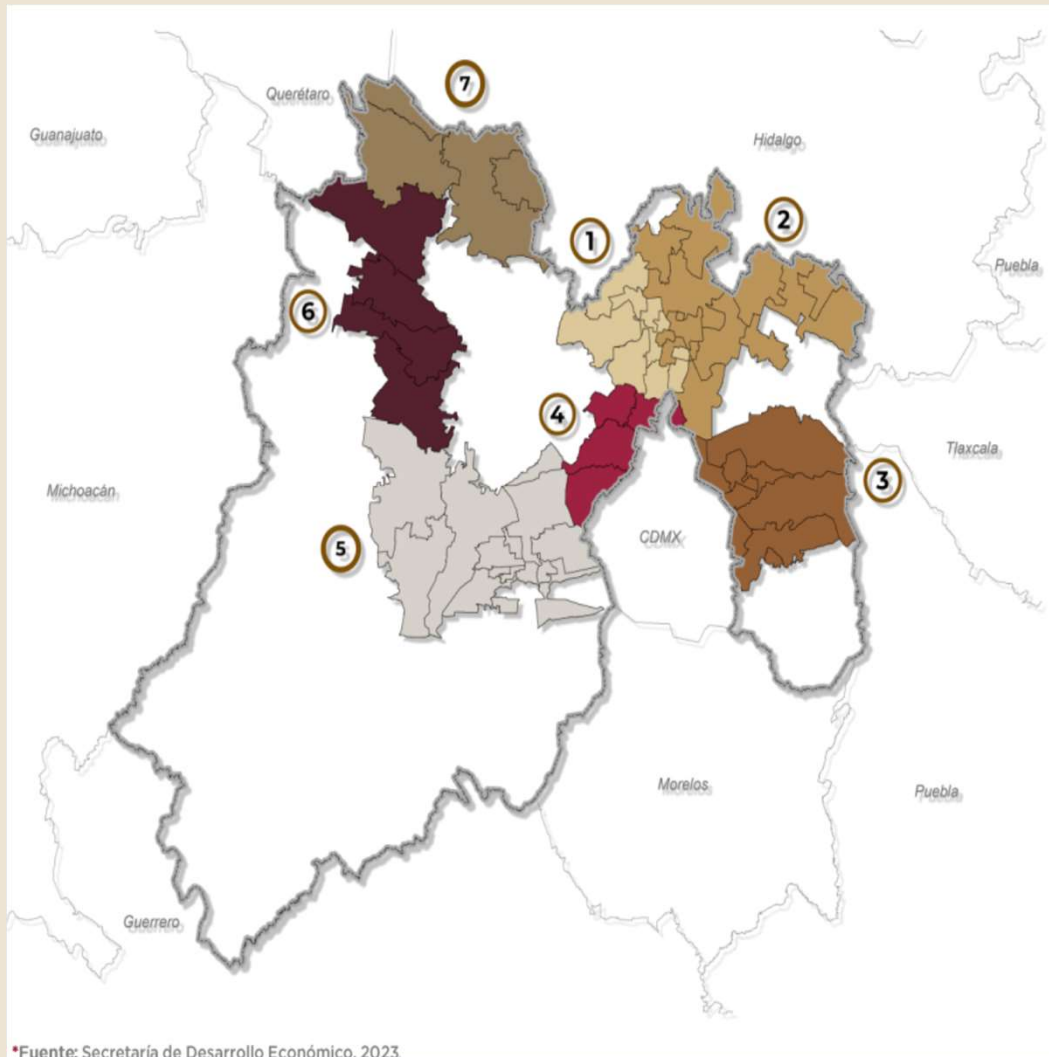 7
Querétaro
Guanajuato
Hidalgo
2
1
Puebla
6
4
Tlaxcala
3
Michoacán
CDMX
5
Morelos
Puebla
Guerrero
*Fuente: Secretaría de Desarrollo Económico, 2023.